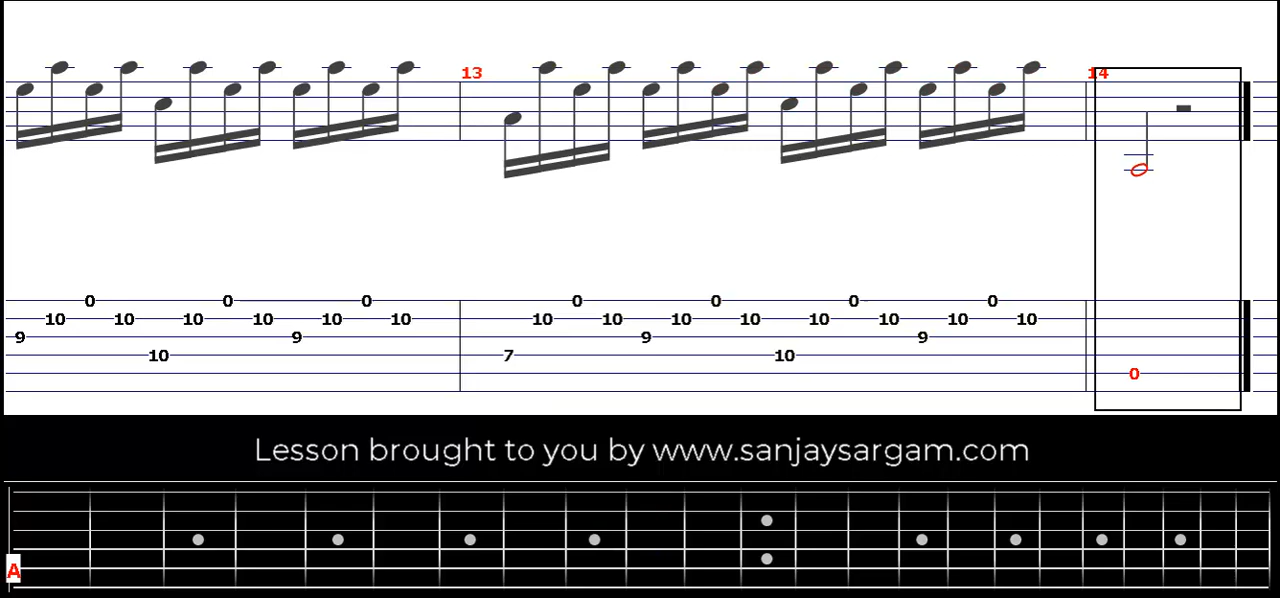 13 14
0 0 0 0 0 0 0
10 10 10 10 10 10 10 10 10 10 10 10 10 10
9 9 9 9
10 7 10
0
Lesson brought to you by www.sanjaysargam.com
A